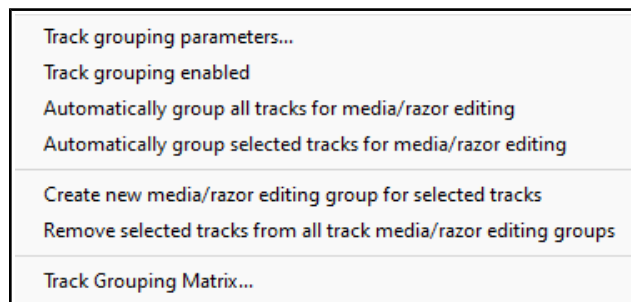 Track grouping parameters...
Track grouping enabled
Automatically group all tracks for media/razor editing
Automatically group selected tracks for media/razor editing
Create new media/razor editing group for selected tracks
Remove selected tracks from all track media/razor editing groups
Track Grouping Matrix...